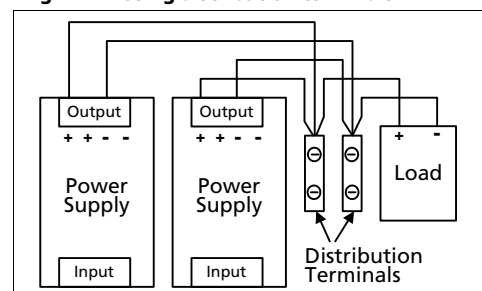 Output
+ + - -
Power
Supply
Input
Output
+ + - -
Power
Supply
Input
+ -
Load
Distribution
Terminals